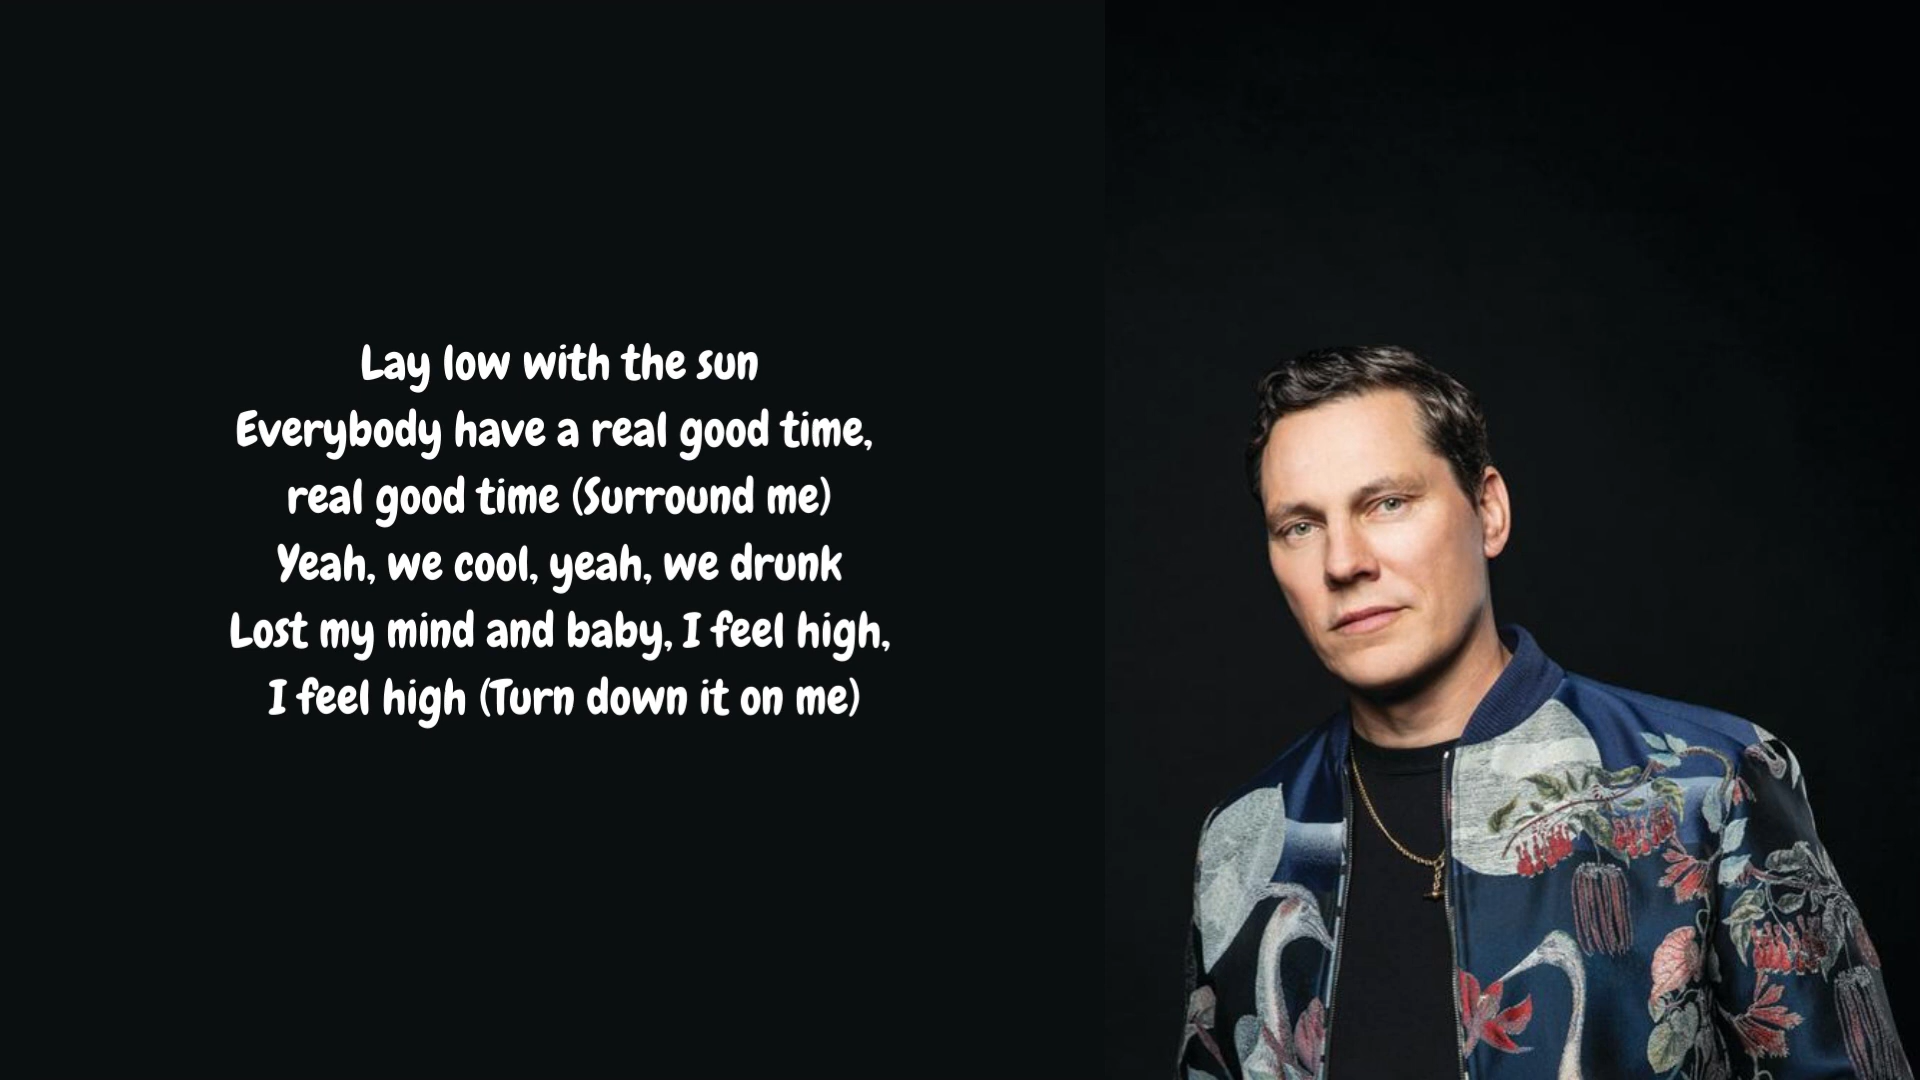 Lay low with the sun
Everybody have a real good time,
real good time (Surround me)
Yeah, we cool, yeah, we drunk
Lost my mind and baby, I feel high,
I feel high (Turn down it on me)